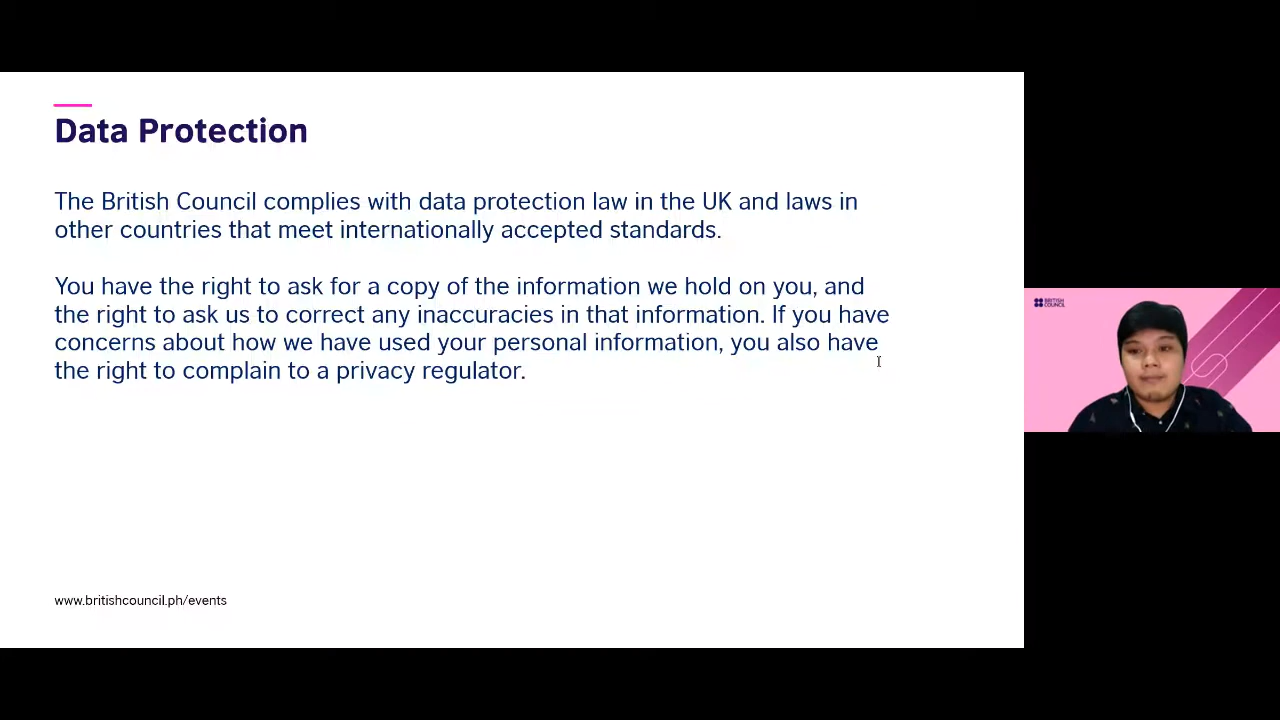 Data Protection
The British Council complies with data protection law in the UK and laws in
other countries that meet internationally accepted standards.
You have the right to ask for a copy of the information we hold on you, and
the right to ask us to correct any inaccuracies in that information. If you have
concerns about how we have used your personal information, you also have
the right to complain to a privacy regulator.
www.britishcouncil.ph/events
BRITISH
COUNCIL